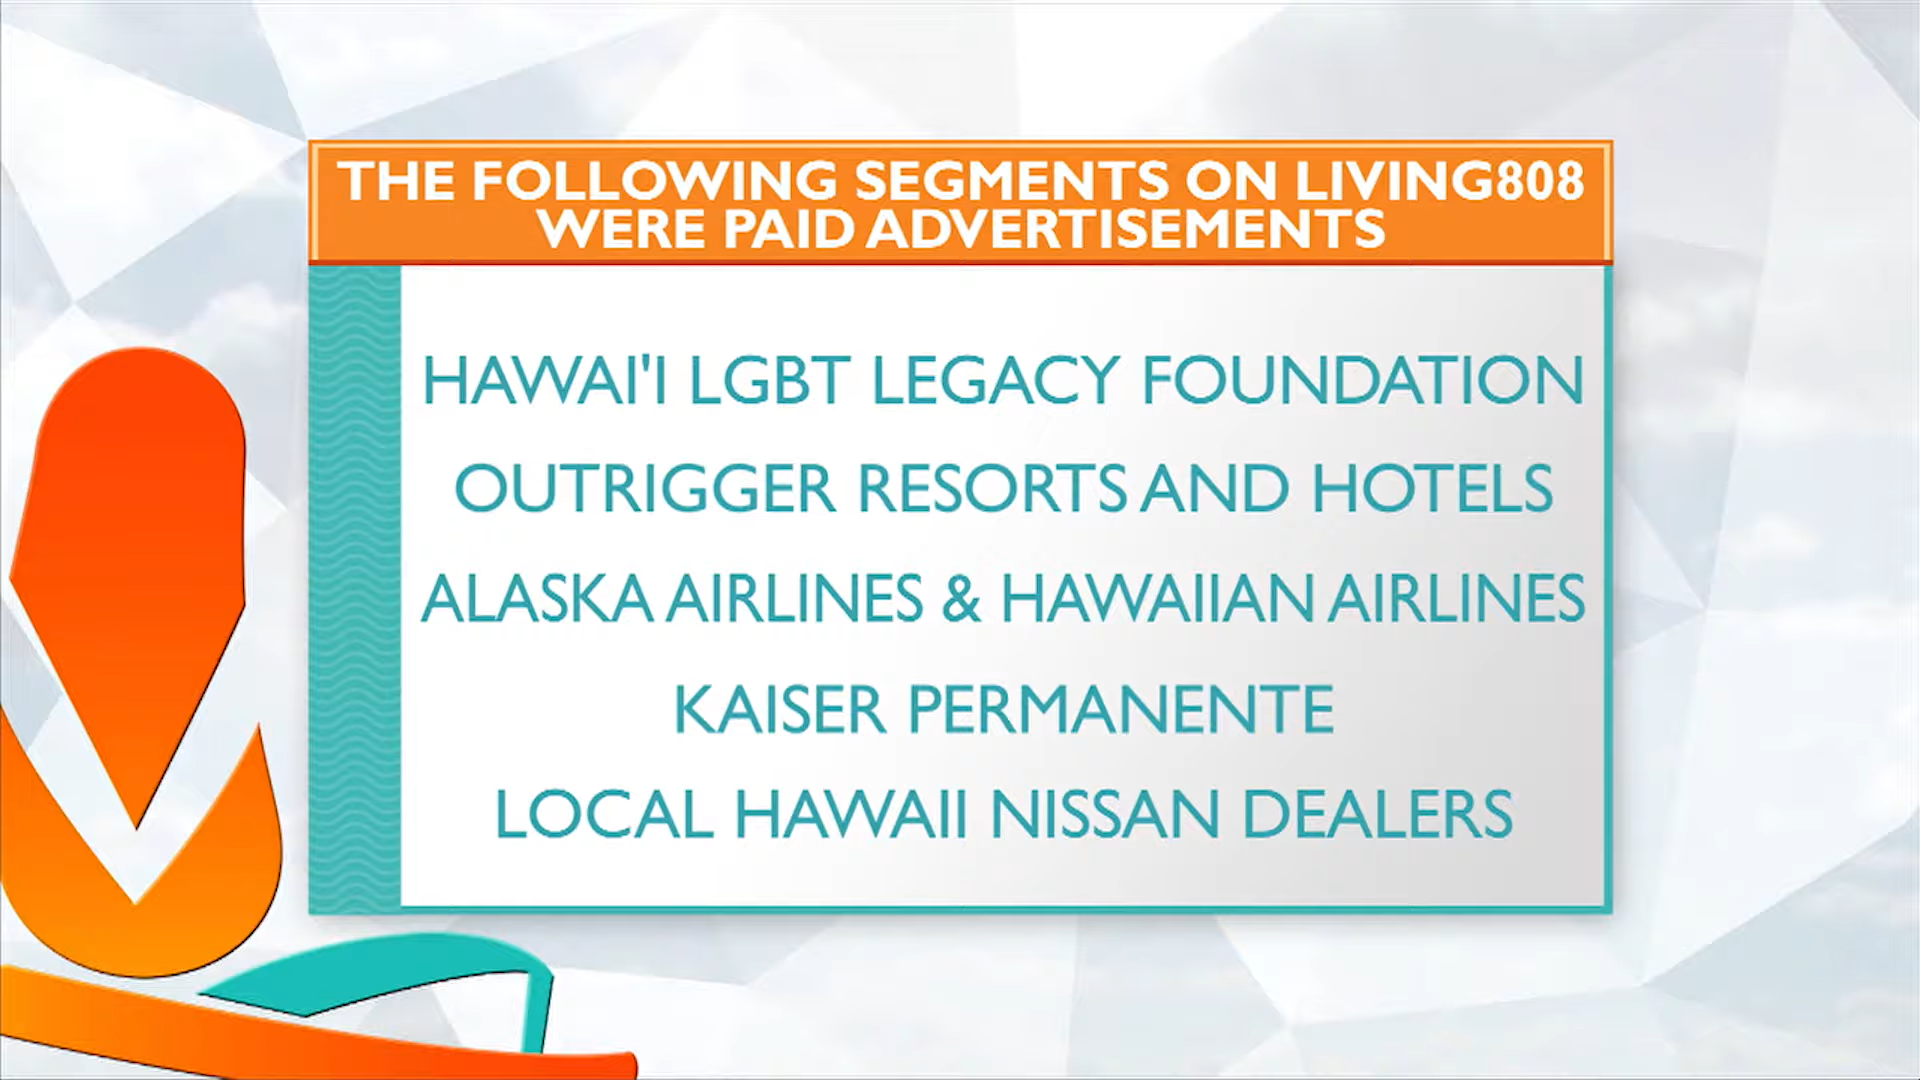 THE FOLLOWING SEGMENTS ON LIVING808
WERE PAID ADVERTISEMENTS
HAWAI'I LGBT LEGACY FOUNDATION
OUTRIGGER RESORTS AND HOTELS
ALASKA AIRLINES & HAWAIIAN AIRLINES
KAISER PERMANENTE
LOCAL HAWAII NISSAN DEALERS